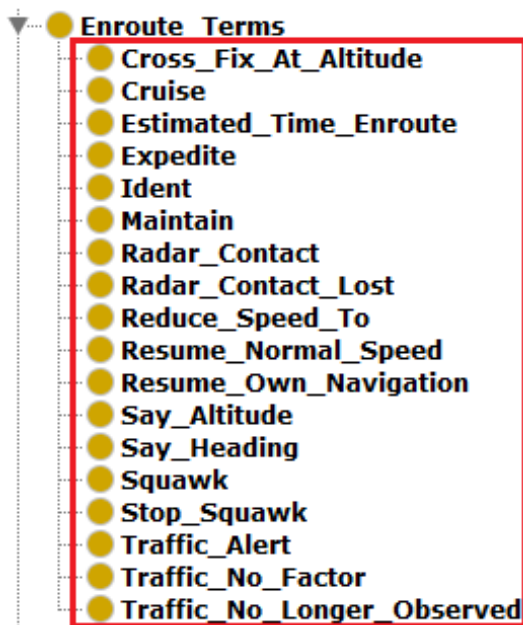 Enroute_Terms
Cross_Fix_At_Altitude
Cruise
Estimated_Time_Enroute
Expedite
Ident
Maintain
Radar_Contact
Radar_Contact_Lost
Reduce_Speed_To
Resume_Normal_Speed
Resume_Own_Navigation
Say_Altitude
Say_Heading
Squawk
Stop_Squawk
Traffic_Alert
Traffic_No_Factor
Traffic_No_Longer_Observed